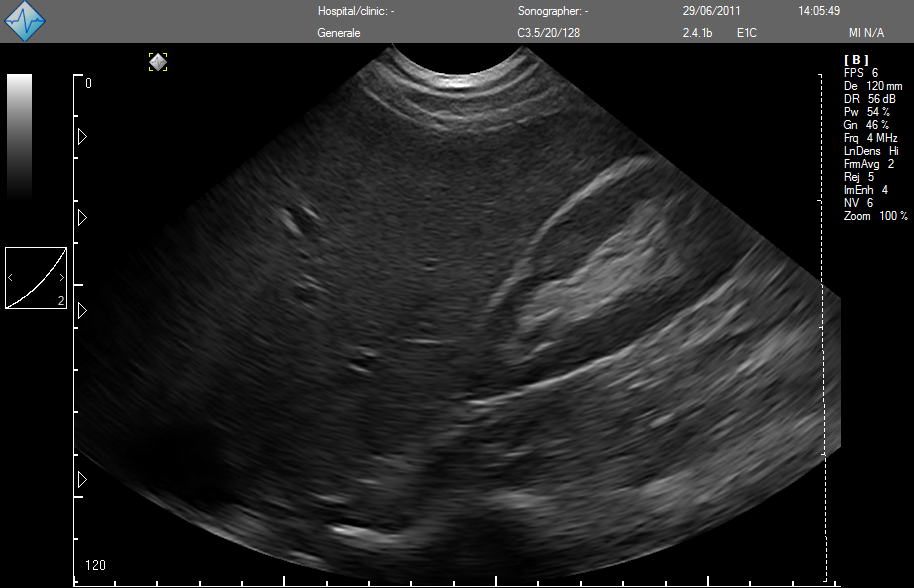 Hospital/clinic: - Sonographer: - 29/06/2011 14:05:49
Generale C3.5/20/128 2.4.1b E1C MI N/A
[ B ]
FPS 6
De 120 mm
DR 56 dB
Pw 54 %
Gn 46 %
Frq 4 MHz
LnDens Hi
FrmAvg 2
Rej 5
ImEnh 4
NV 6
Zoom 100 %
0
2
120